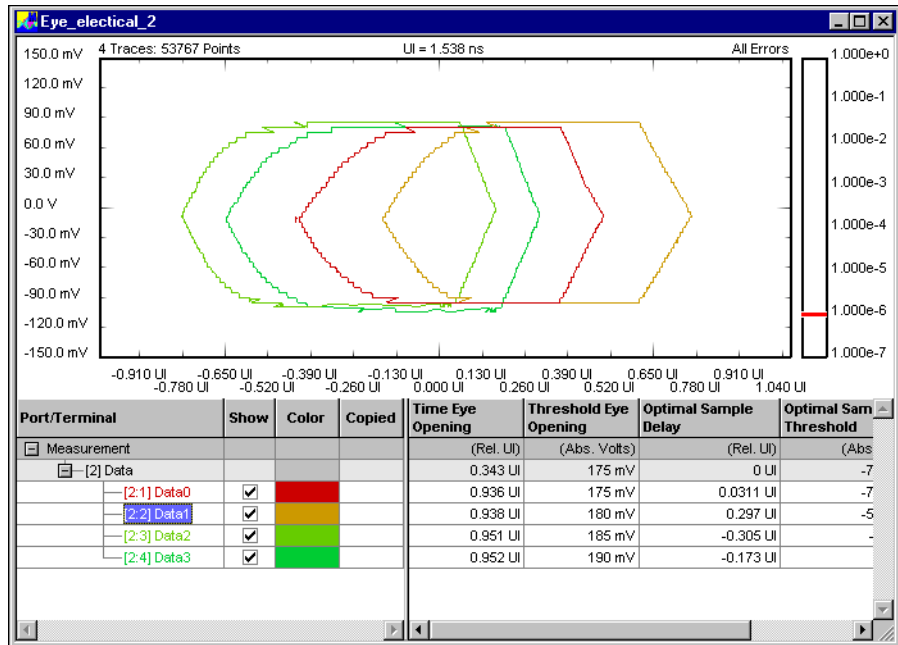 Eye_electical_2
4 Traces: 53767 Points UI = 1.538 ns All Errors
150.0 mV
120.0 mV
90.0 mV
60.0 mV
30.0 mV
0.0 V
-30.0 mV
-60.0 mV
-90.0 mV
-120.0 mV
-150.0 mV
1.000e+0
1.000e-1
1.000e-2
1.000e-3
1.000e-4
1.000e-5
1.000e-6
1.000e-7
-0.910 UI -0.650 UI -0.390 UI -0.130 UI 0.130 UI 0.390 UI 0.650 UI 0.910 UI
-0.780 UI -0.520 UI -0.260 UI 0.000 UI 0.260 UI 0.520 UI 0.780 UI 1.040 UI
Port/Terminal Show Color Copied Time Eye Opening Threshold Eye Opening Optimal Sample Delay Optimal Sam Threshold
Measurement (Rel. UI) (Abs. Volts) (Rel. UI) (Abs
[2] Data 0.343 UI 175 mV 0 UI -7
[2:1] Data0 0.936 UI 175 mV 0.0311 UI -7
[2:2] Data1 0.938 UI 180 mV 0.297 UI -5
[2:3] Data2 0.951 UI 185 mV -0.305 UI -
[2:4] Data3 0.952 UI 190 mV -0.173 UI